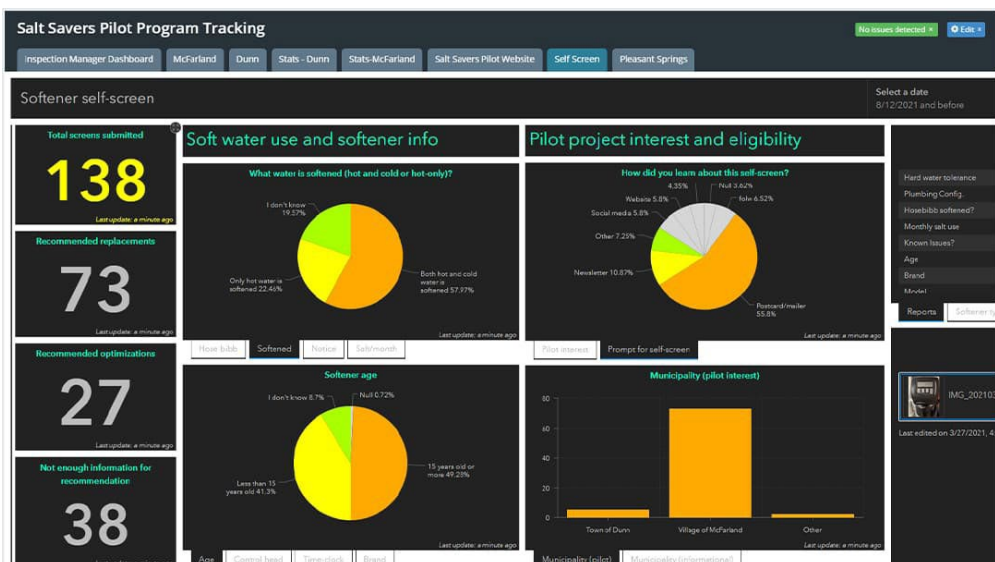 Salt Savers Pilot Program Tracking
No issues detected ×
Edit ×
Inspection Manager Dashboard
McFarland
Dunn
Stats - Dunn
Stats-McFarland
Salt Savers Pilot Website
Self Screen
Pleasant Springs
Softener self-screen
Select a date
8/12/2021 and before
Total screens submitted
138
Last update: a minute ago
Recommended replacements
73
Last update: a minute ago
Recommended optimizations
27
Last update: a minute ago
Not enough information for
recommendation
38
Soft water use and softener info
What water is softened (hot and cold or hot-only)?
I don't know
19.57%
Only hot water is
softened 22.46%
Both hot and cold
water is
softened 57.97%
Last update: a minute ago
Hose bibb
Softened
Notice
Salt/month
Softener age
I don't know 8.7%
Null 0.72%
Less than 15
years old 41.3%
15 years old or
more 49.28%
Last update: a minute ago
Age
Control head
Time clock
Brand
Pilot project interest and eligibility
How did you learn about this self-screen?
4.35%
Null 3.62%
Website 5.8%
folw 6.52%
Social media 5.8%
Other 7.25%
Newsletter 10.87%
Postcard/mailer
55.8%
Last update: a minute ago
Pilot interest
Prompt for self-screen
Municipality (pilot interest)
80
60
40
20
0
Town of Dunn
Village of McFarland
Other
Last update: a minute ago
Municipality (pilot)
Municipality (informational)
Hard water tolerance
Plumbing Config.
Hosebibb softened?
Monthly salt use
Known Issues?
Age
Brand
Model
Reports
Softener ty
IMG_202103
Last edited on 3/27/2021, 4